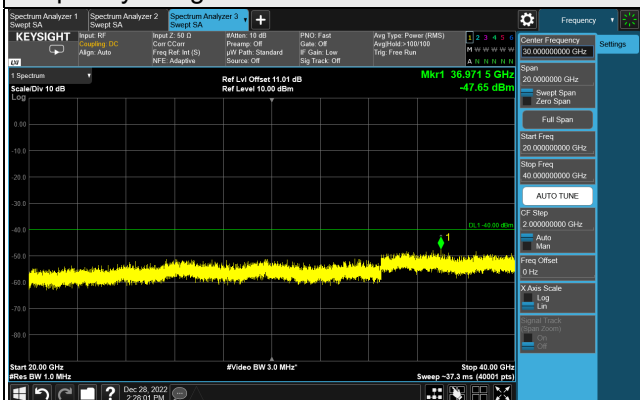 Spectrum Analyzer 1
Swept SA
Spectrum Analyzer 2
Swept SA
Spectrum Analyzer 3
Swept SA
+
Frequency
KEYSIGHT
Input: RF
Coupling: DC
Align: Auto
Input Z: 50 Ω
Corr CCorr
Freq Ref: Int (S)
NFE: Adaptive
#Atten: 10 dB
Preamp: Off
µW Path: Standard
Source: Off
PNO: Fast
Gate: Off
IF Gain: Low
Sig Track: Off
Avg Type: Power (RMS)
Avg|Hold:>100/100
Trig: Free Run
1 2 3 4 5 6
M W W W W W
A N N N N N
LXI
1 Spectrum
Scale/Div 10 dB
Log
Ref Lvl Offset 11.01 dB
Ref Level 10.00 dBm
Mkr1 36.971 5 GHz
-47.65 dBm
0.00
-10.0
-20.0
-30.0
-40.0
-50.0
-60.0
-70.0
-80.0
DL1 -40.00 dBm
1
Start 20.00 GHz
#Res BW 1.0 MHz
#Video BW 3.0 MHz*
Stop 40.00 GHz
Sweep ~37.3 ms (40001 pts)
Dec 28, 2022
2:28:01 PM
Center Frequency
30.000000000 GHz
Settings
Span
20.0000000 GHz
Swept Span
Zero Span
Full Span
Start Freq
20.000000000 GHz
Stop Freq
40.000000000 GHz
AUTO TUNE
CF Step
2.000000000 GHz
Auto
Man
Freq Offset
0 Hz
X Axis Scale
Log
Lin
Signal Track
(Span Zoom)
On
Off